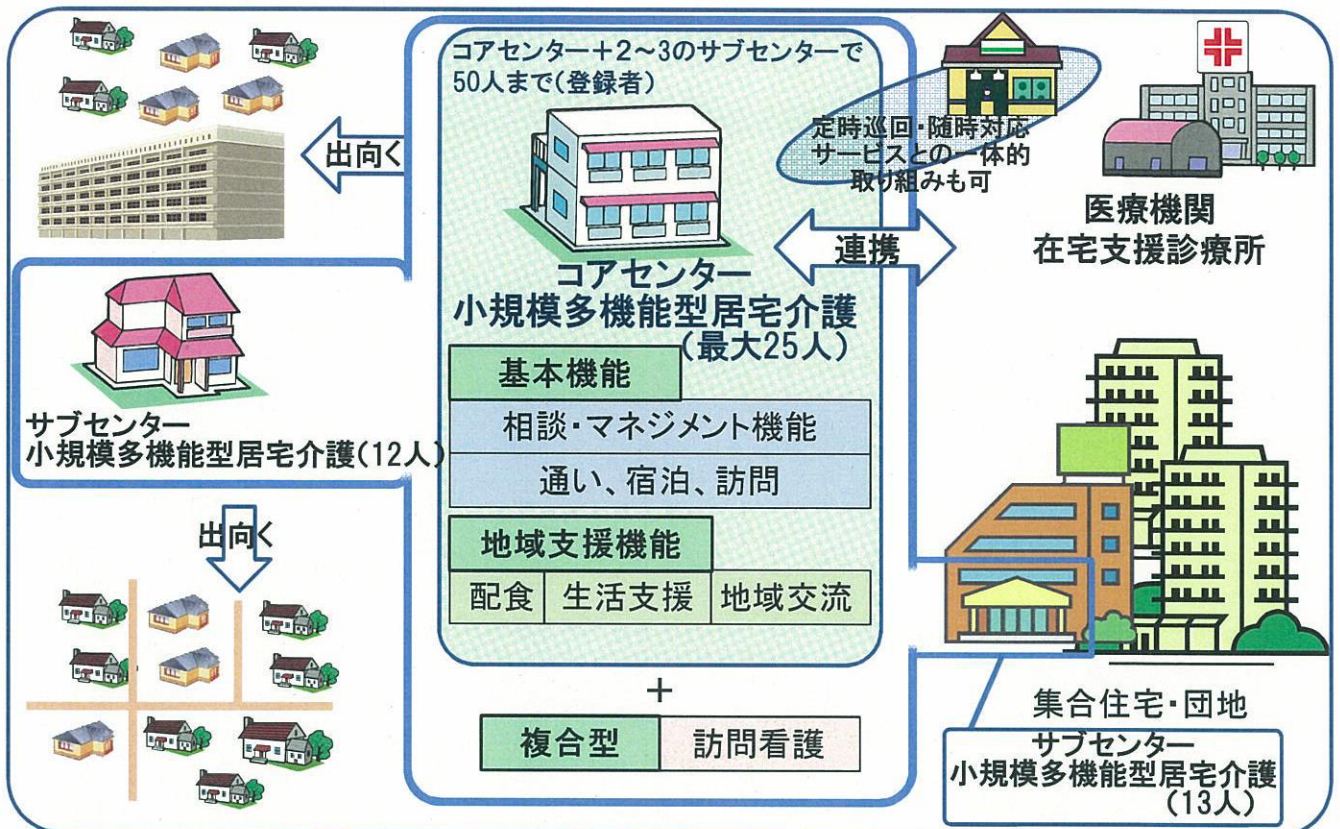 コアセンター＋２～３のサブセンターで
50人まで(登録者)
出向く
定時巡回・随時対応
サービスとの一体的
取り組みも可
医療機関
在宅支援診療所
連携
コアセンター
小規模多機能型居宅介護
(最大25人)
基本機能
相談・マネジメント機能
通い、宿泊、訪問
地域支援機能
配食 生活支援 地域交流
＋
複合型 訪問看護
サブセンター
小規模多機能型居宅介護(12人)
出向く
集合住宅・団地
サブセンター
小規模多機能型居宅介護
(13人)